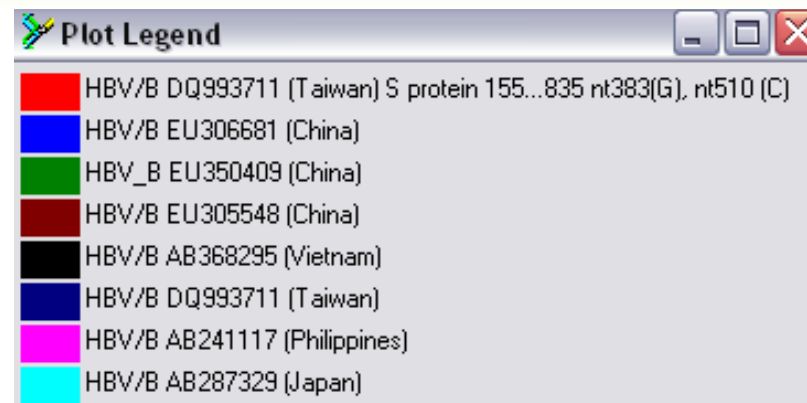 Plot Legend
HBV/B DQ993711 (Taiwan) S protein 155...835 nt383(G), nt510 (C)
HBV/B EU306681 (China)
HBV_B EU350409 (China)
HBV/B EU305548 (China)
HBV/B AB368295 (Vietnam)
HBV/B DQ993711 (Taiwan)
HBV/B AB241117 (Philippines)
HBV/B AB287329 (Japan)